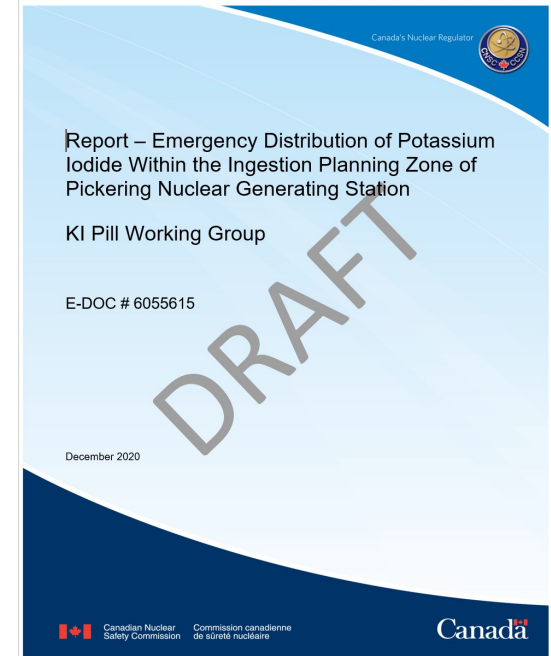 Canada's Nuclear Regulator
CNSC CCSN
Report – Emergency Distribution of Potassium
Iodide Within the Ingestion Planning Zone of
Pickering Nuclear Generating Station
KI Pill Working Group
E-DOC # 6055615
DRAFT
December 2020
Canadian Nuclear Commission canadienne
Safety Commission de sûreté nucléaire
Canada